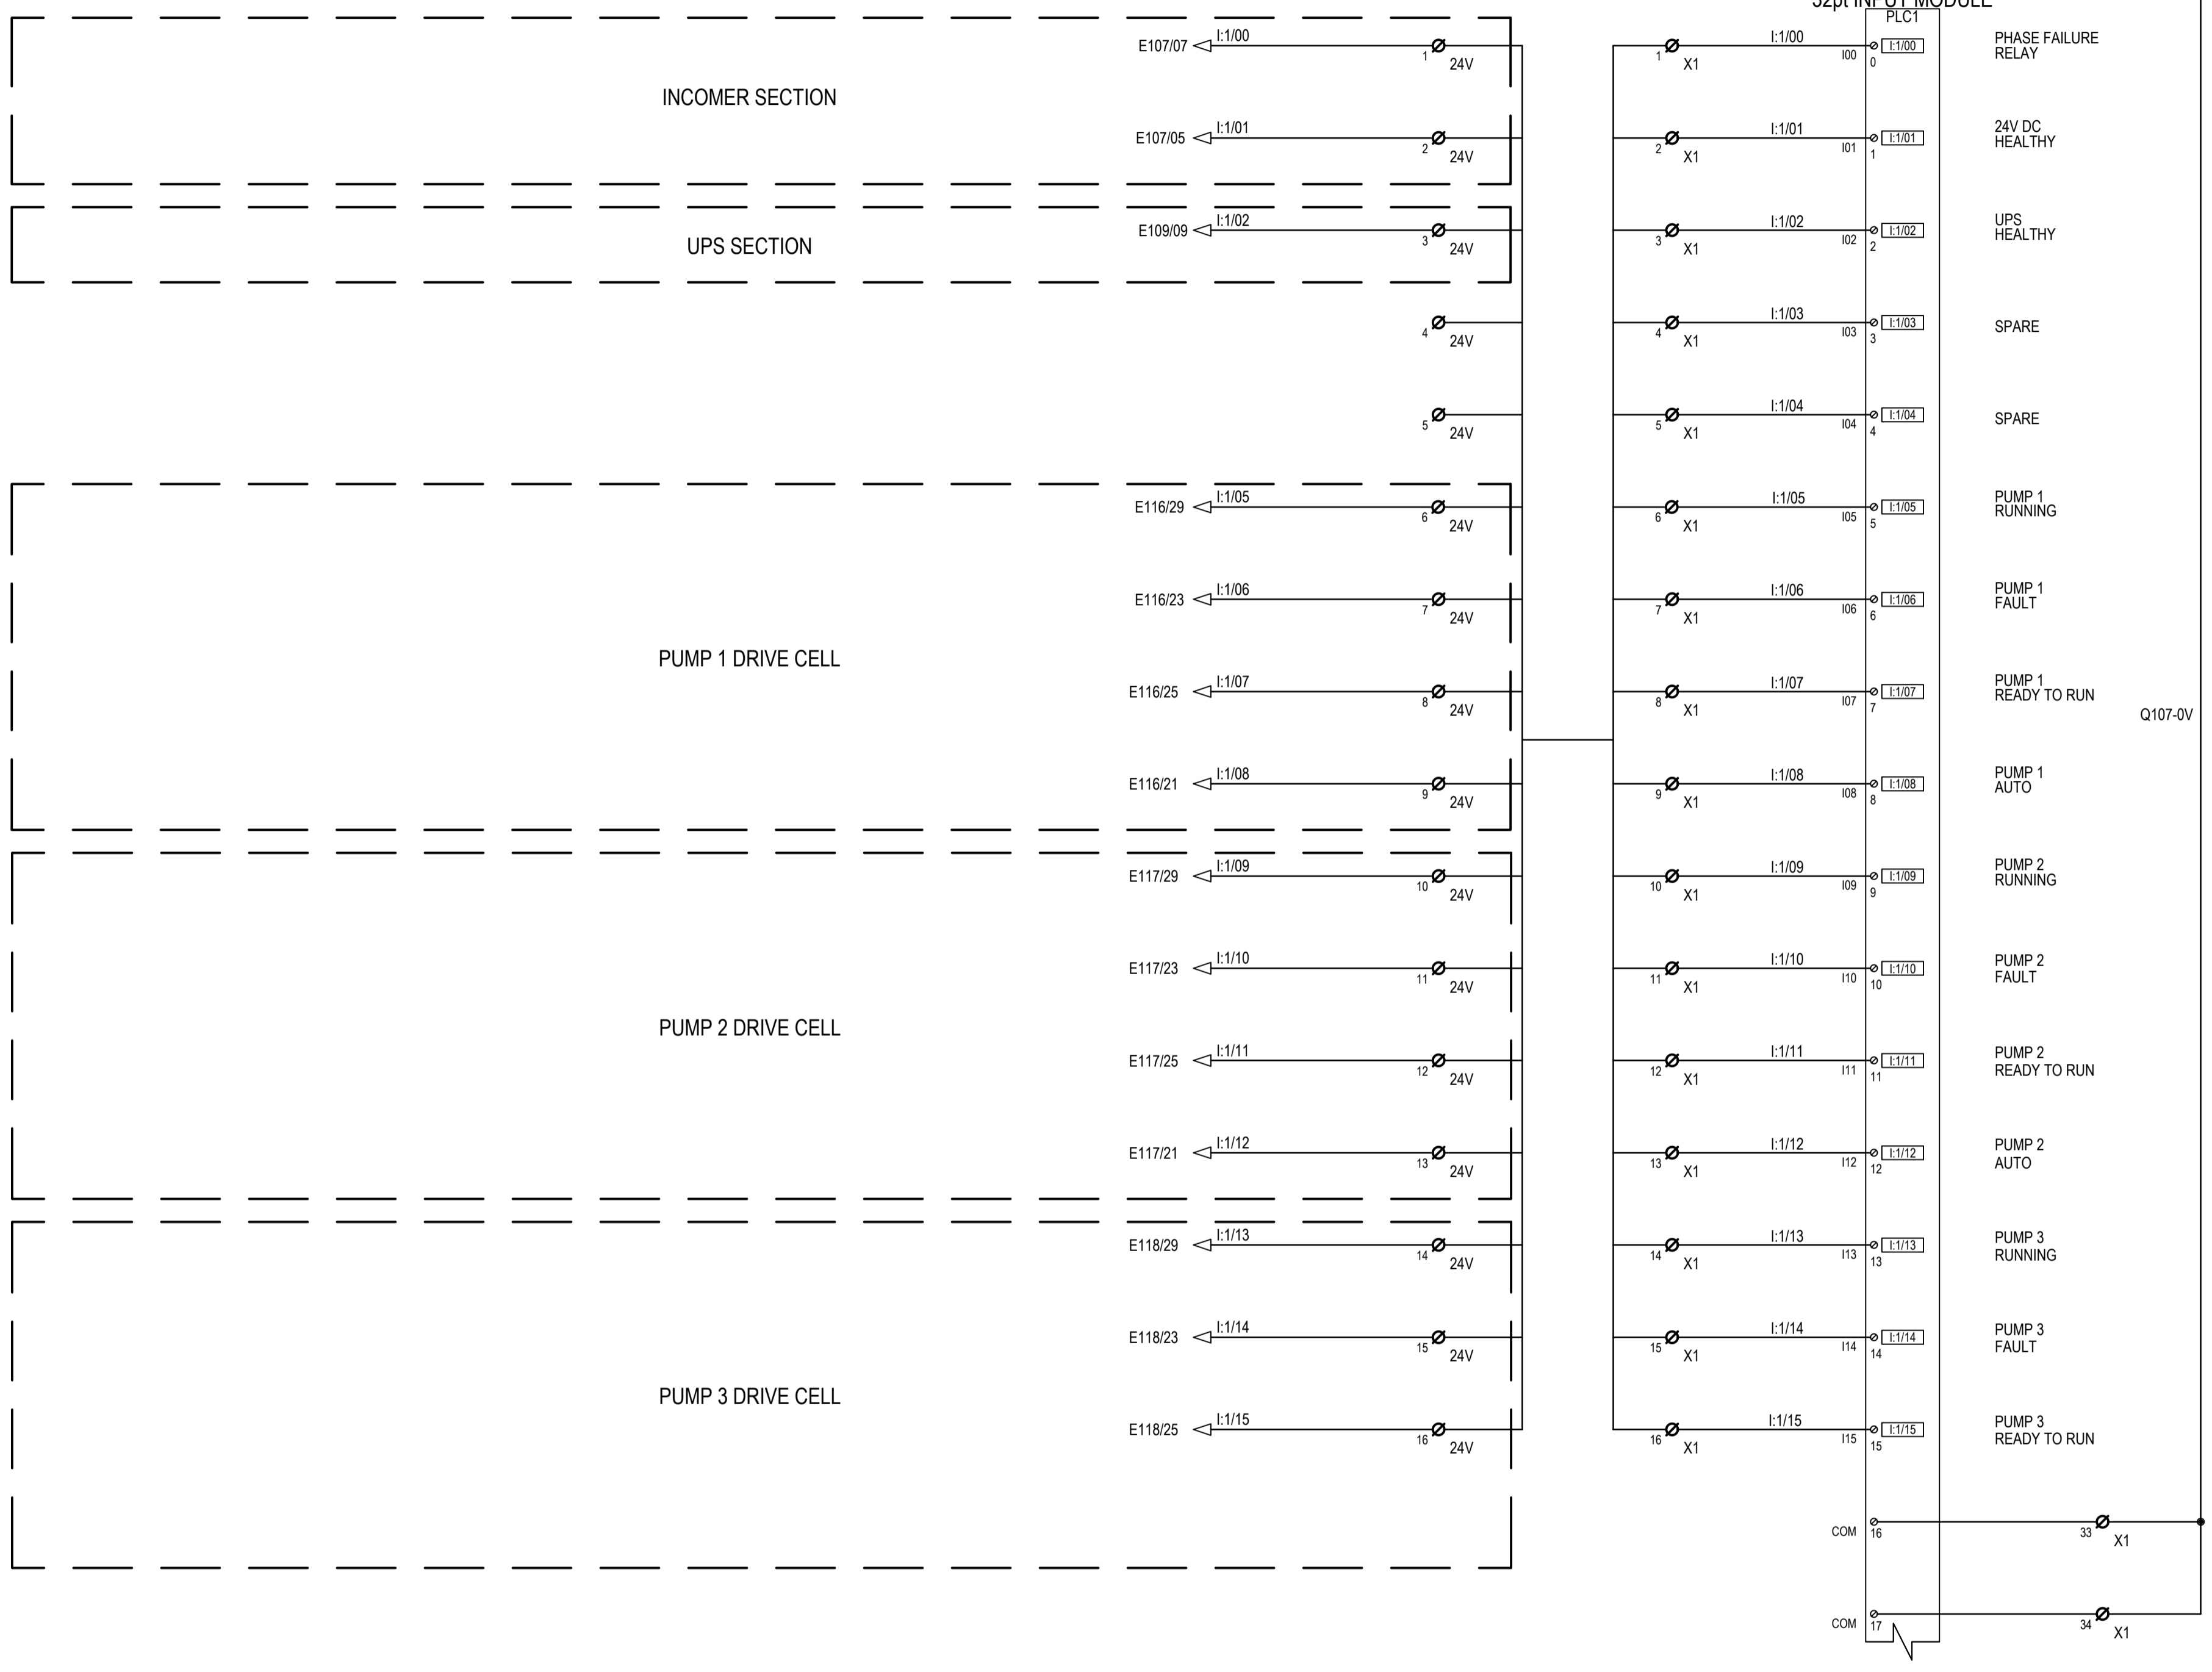 32pt INPUT MODULE
PLC1
E107/07
I:1/00
1
24V
1
X1
I:1/00
I00
0
I:1/00
PHASE FAILURE
RELAY
INCOMER SECTION
E107/05
I:1/01
2
24V
2
X1
I:1/01
I01
1
I:1/01
24V DC
HEALTHY
UPS SECTION
E109/09
I:1/02
3
24V
3
X1
I:1/02
I02
2
I:1/02
UPS
HEALTHY
4
24V
4
X1
I:1/03
I03
3
I:1/03
SPARE
5
24V
5
X1
I:1/04
I04
4
I:1/04
SPARE
E116/29
I:1/05
6
24V
6
X1
I:1/05
I05
5
I:1/05
PUMP 1
RUNNING
E116/23
I:1/06
7
24V
7
X1
I:1/06
I06
6
I:1/06
PUMP 1
FAULT
PUMP 1 DRIVE CELL
E116/25
I:1/07
8
24V
8
X1
I:1/07
I07
7
I:1/07
PUMP 1
READY TO RUN
Q107-0V
E116/21
I:1/08
9
24V
9
X1
I:1/08
I08
8
I:1/08
PUMP 1
AUTO
E117/29
I:1/09
10
24V
10
X1
I:1/09
I09
9
I:1/09
PUMP 2
RUNNING
E117/23
I:1/10
11
24V
11
X1
I:1/10
I10
10
I:1/10
PUMP 2
FAULT
PUMP 2 DRIVE CELL
E117/25
I:1/11
12
24V
12
X1
I:1/11
I11
11
I:1/11
PUMP 2
READY TO RUN
E117/21
I:1/12
13
24V
13
X1
I:1/12
I12
12
I:1/12
PUMP 2
AUTO
E118/29
I:1/13
14
24V
14
X1
I:1/13
I13
13
I:1/13
PUMP 3
RUNNING
E118/23
I:1/14
15
24V
15
X1
I:1/14
I14
14
I:1/14
PUMP 3
FAULT
PUMP 3 DRIVE CELL
E118/25
I:1/15
16
24V
16
X1
I:1/15
I15
15
I:1/15
PUMP 3
READY TO RUN
COM
16
33
X1
COM
17
34
X1